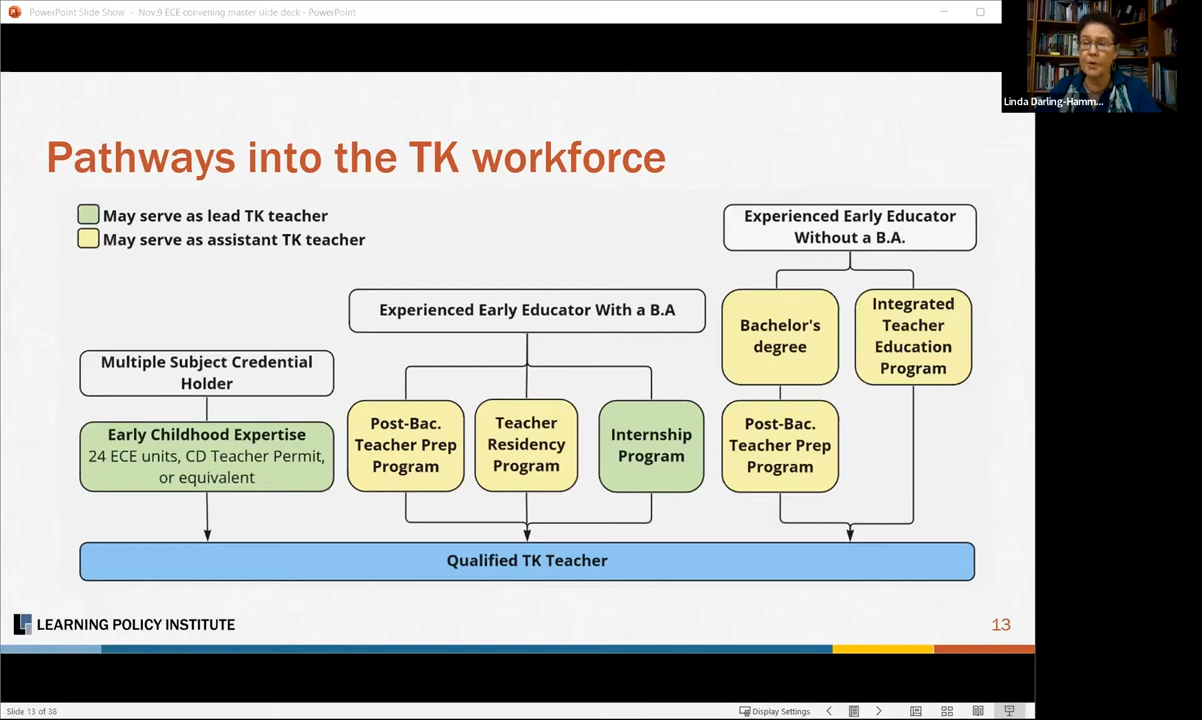 PowerPoint Slide Show - Nov.9 ECE convening master slide deck - PowerPoint
Linda Darling-Hamm...
Pathways into the TK workforce
May serve as lead TK teacher
May serve as assistant TK teacher
Experienced Early Educator
Without a B.A.
Experienced Early Educator With a B.A
Bachelor's
degree
Integrated
Teacher
Education
Program
Multiple Subject Credential
Holder
Early Childhood Expertise
24 ECE units, CD Teacher Permit,
or equivalent
Post-Bac.
Teacher Prep
Program
Teacher
Residency
Program
Internship
Program
Post-Bac.
Teacher Prep
Program
Qualified TK Teacher
LEARNING POLICY INSTITUTE
13
Slide 13 of 38
Display Settings